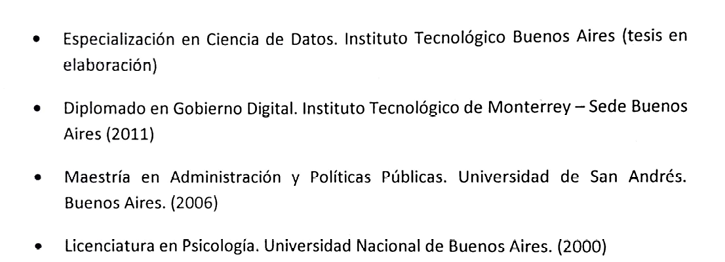 • Especialización en Ciencia de Datos. Instituto Tecnológico Buenos Aires (tesis en
elaboración)
• Diplomado en Gobierno Digital. Instituto Tecnológico de Monterrey – Sede Buenos
Aires (2011)
• Maestría en Administración y Políticas Públicas. Universidad de San Andrés.
Buenos Aires. (2006)
• Licenciatura en Psicología. Universidad Nacional de Buenos Aires. (2000)